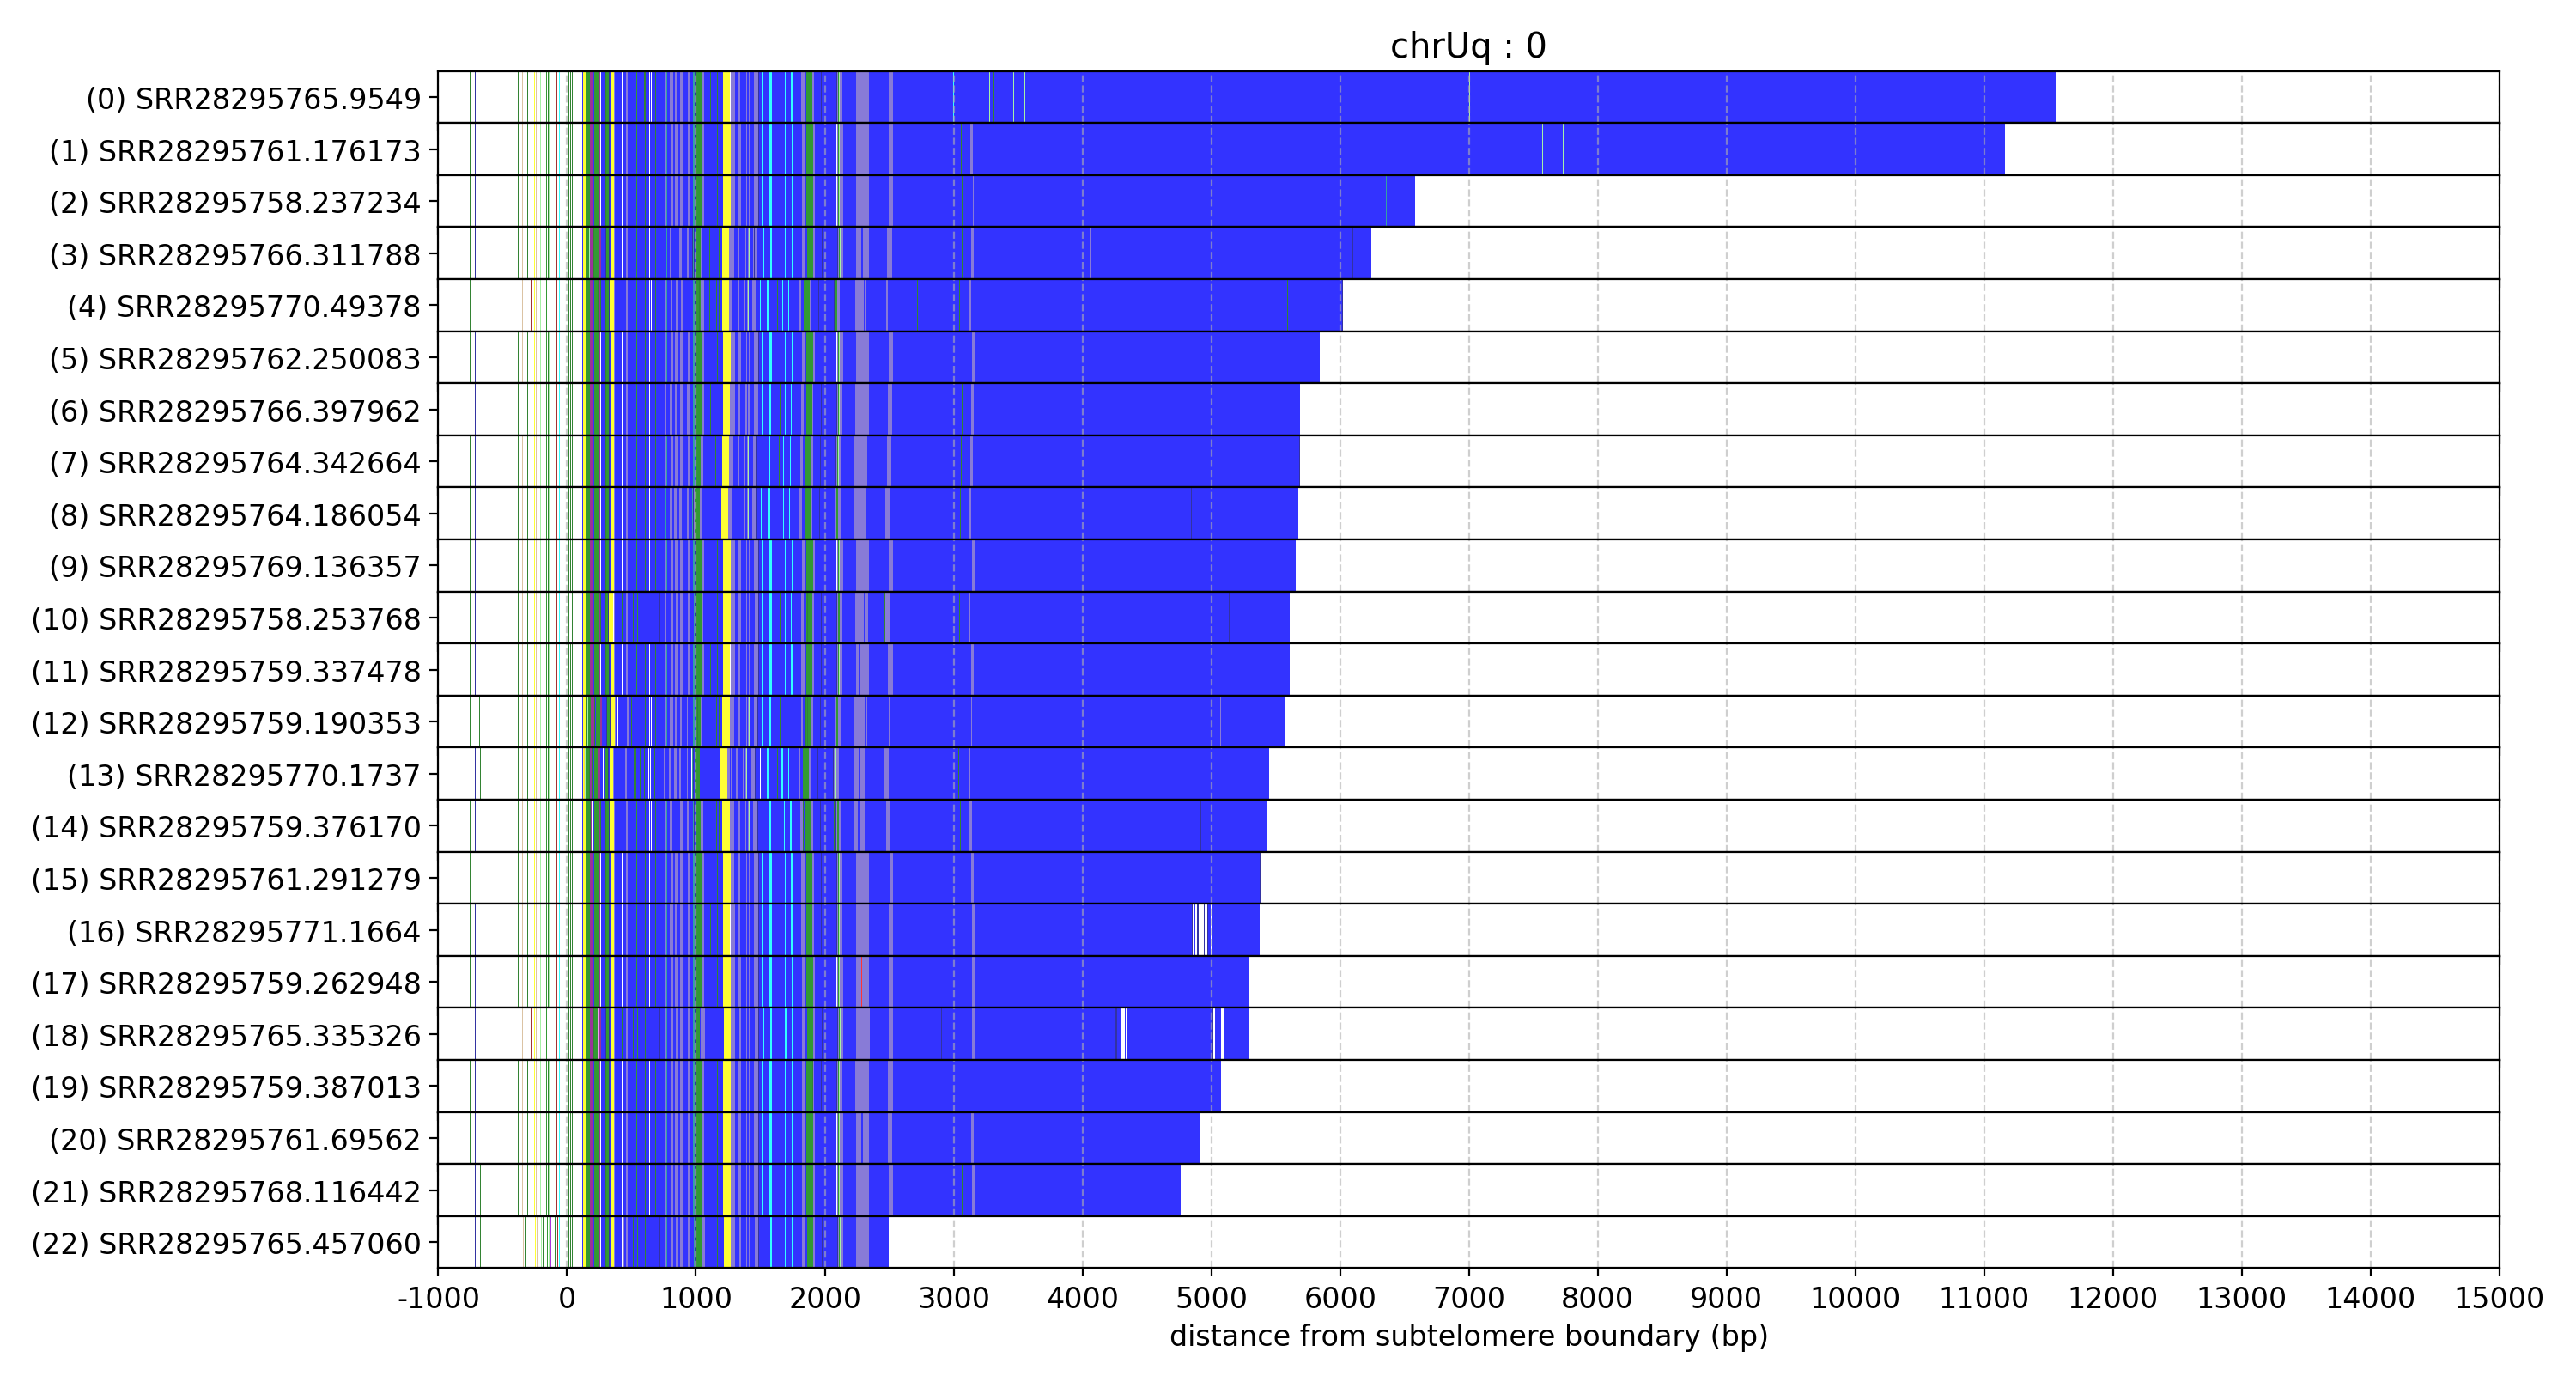 chrUq : 0
(0) SRR28295765.9549
(1) SRR28295761.176173
(2) SRR28295758.237234
(3) SRR28295766.311788
(4) SRR28295770.49378
(5) SRR28295762.250083
(6) SRR28295766.397962
(7) SRR28295764.342664
(8) SRR28295764.186054
(9) SRR28295769.136357
(10) SRR28295758.253768
(11) SRR28295759.337478
(12) SRR28295759.190353
(13) SRR28295770.1737
(14) SRR28295759.376170
(15) SRR28295761.291279
(16) SRR28295771.1664
(17) SRR28295759.262948
(18) SRR28295765.335326
(19) SRR28295759.387013
(20) SRR28295761.69562
(21) SRR28295768.116442
(22) SRR28295765.457060
-1000 0 1000 2000 3000 4000 5000 6000 7000 8000 9000 10000 11000 12000 13000 14000 15000
distance from subtelomere boundary (bp)